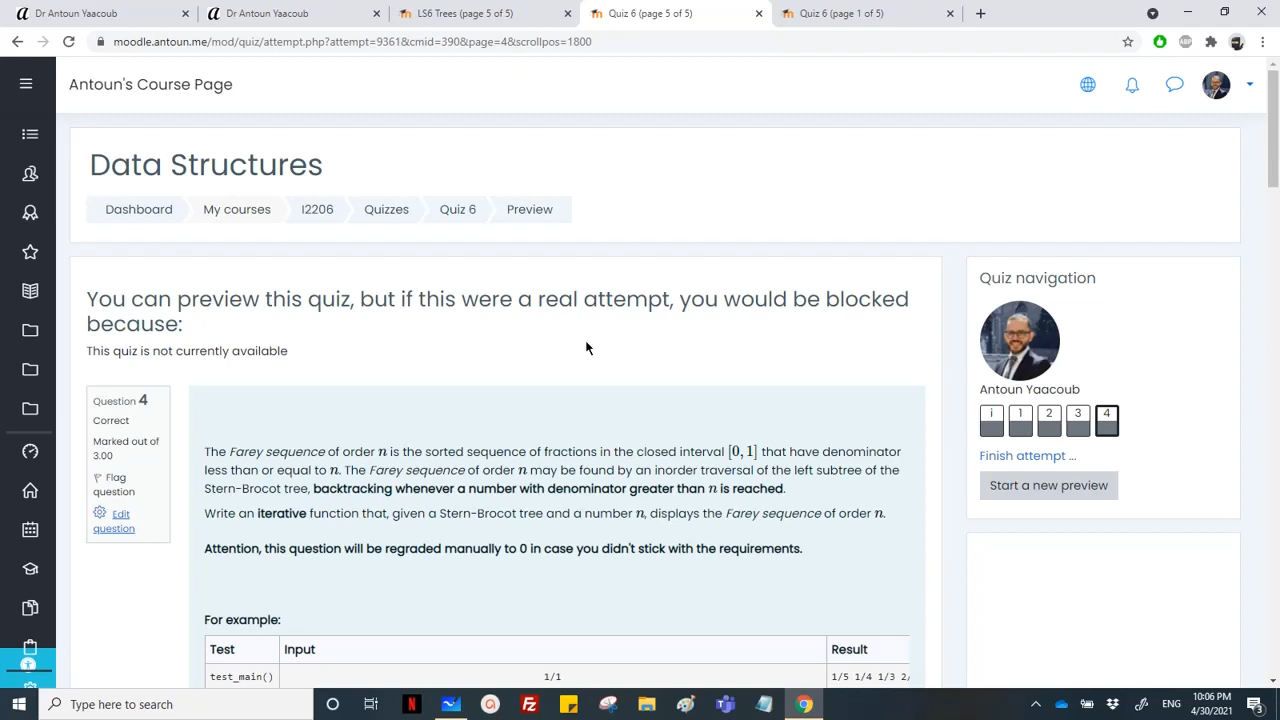 Dr Antoun Yaacoub
Dr Antoun Yaacoub
LS6 Trees (page 5 of 5)
Quiz 6 (page 5 of 5)
Quiz 6 (page 1 of 5)
moodle.antoun.me/mod/quiz/attempt.php?attempt=9361&cmid=390&page=4&scrollpos=1800
ABP
Antoun's Course Page
Data Structures
Dashboard
My courses
I2206
Quizzes
Quiz 6
Preview
You can preview this quiz, but if this were a real attempt, you would be blocked
because:
This quiz is not currently available
Question 4
Correct
Marked out of
3.00
Flag
question
Edit
question
The Farey sequence of order n is the sorted sequence of fractions in the closed interval [0, 1] that have denominator
less than or equal to n. The Farey sequence of order n may be found by an inorder traversal of the left subtree of the
Stern-Brocot tree, backtracking whenever a number with denominator greater than n is reached.
Write an iterative function that, given a Stern-Brocot tree and a number n, displays the Farey sequence of order n.
Attention, this question will be regraded manually to 0 in case you didn't stick with the requirements.
For example:
Test
Input
Result
test_main()
1/1
1/5 1/4 1/3 2/
Quiz navigation
Antoun Yaacoub
i
1
2
3
4
Finish attempt ...
Start a new preview
Type here to search
ENG
10:06 PM
4/30/2021
3